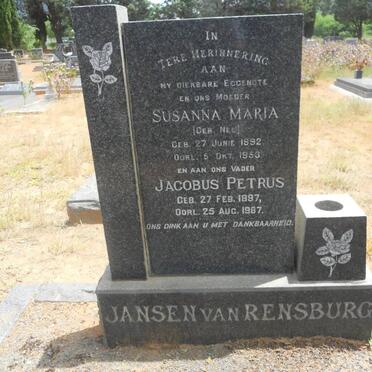 IN
TERE HERINNERING
AAN
MY DIERBARE EGGENOTE
EN ONS MOEDER
SUSANNA MARIA
(GEB. NEL)
GEB. 27 JUNIE 1892
OORL. 5 OKT. 1953
EN AAN ONS VADER
JACOBUS PETRUS
GEB. 27 FEB. 1897,
OORL. 25 AUG. 1967.
ONS DINK AAN U MET DANKBAARHEID.
JANSEN VAN RENSBURG